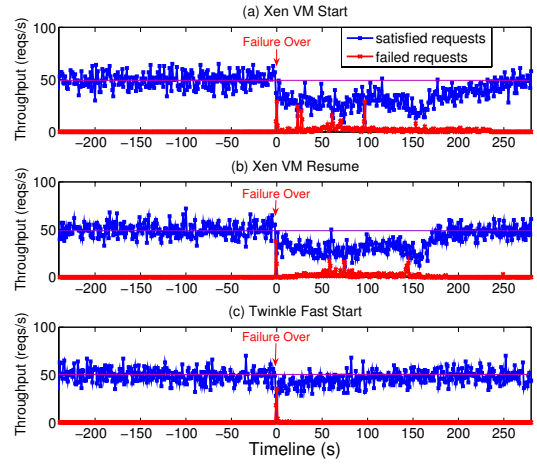 (a) Xen VM Start
Throughput (reqs/s)
100
50
0
Failure Over
satisfied requests
failed requests
−200 −150 −100 −50 0 50 100 150 200 250
(b) Xen VM Resume
Throughput (reqs/s)
100
50
0
Failure Over
−200 −150 −100 −50 0 50 100 150 200 250
(c) Twinkle Fast Start
Throughput (reqs/s)
100
50
0
Failure Over
−200 −150 −100 −50 0 50 100 150 200 250
Timeline (s)